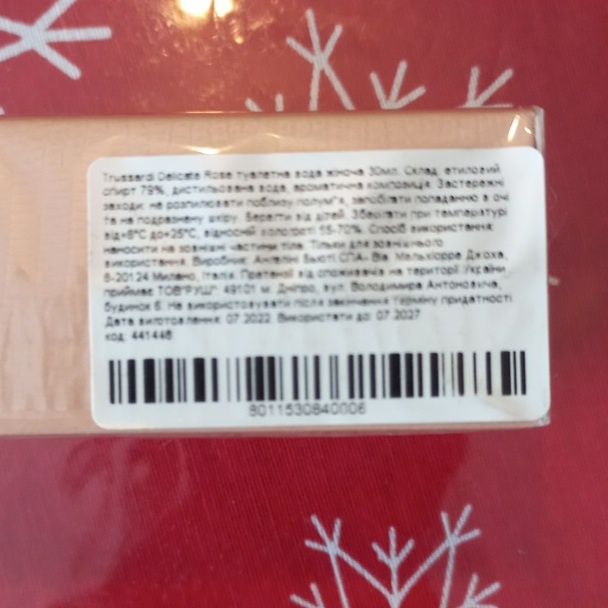 Trussardi Delicate Rose туалетна вода жіноча 30мл. Склад: етиловий
спирт 79%, дистильована вода, ароматична композиція. Застережні
заходи: не розпилювати поблизу полум'я, запобігати попаданню в очі
та на подразнену шкіру. Берегти від дітей. Зберігати при температурі
від+5°С до+25°С, відносній вологості 55-70%. Спосіб використання:
наносити на зовнішні частини тіла. Тільки для зовнішнього
використання. Виробник: Ангеліні Бьюті СПА- Віа. Мельхіорре Джоха,
8-20124 Милано, Італія. Претензії від споживачів на території України
приймає ТОВ"РУШ" 49101 м. Дніпро, вул. Володимира Антоновича,
будинок 6. Не використовувати після закінчення терміну придатності.
Дата виготовлення: 07.2022. Використати до: 07.2027
код: 441448
8011530840006